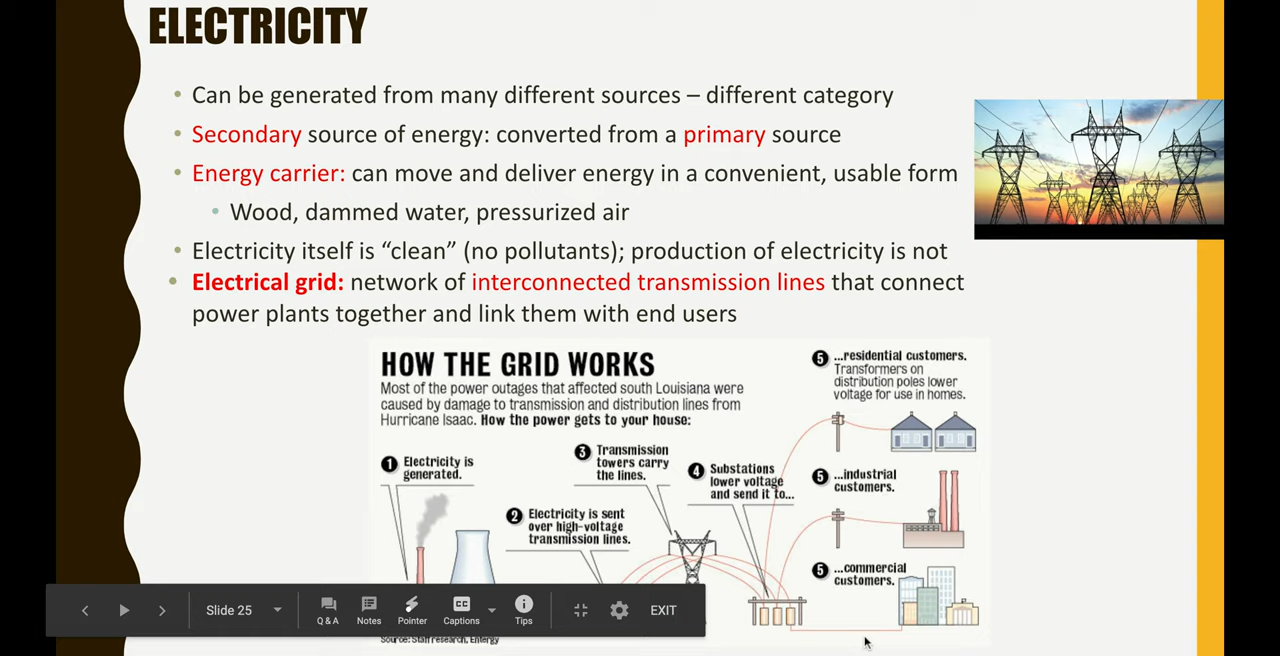 ELECTRICITY
• Can be generated from many different sources – different category
• Secondary source of energy: converted from a primary source
• Energy carrier: can move and deliver energy in a convenient, usable form
• Wood, dammed water, pressurized air
• Electricity itself is “clean” (no pollutants); production of electricity is not
• Electrical grid: network of interconnected transmission lines that connect
power plants together and link them with end users
HOW THE GRID WORKS
Most of the power outages that affected south Louisiana were
caused by damage to transmission and distribution lines from
Hurricane Isaac. How the power gets to your house:
1 Electricity is
generated.
2 Electricity is sent
over high-voltage
transmission lines.
3 Transmission
towers carry
the lines.
4 Substations
lower voltage
and send it to...
5 ...residential customers.
Transformers on
distribution poles lower
voltage for use in homes.
5 ...industrial
customers.
5 ...commercial
customers.
Source: Staff research, Entergy
Slide 25
Q & A
Notes
Pointer
CC
Captions
Tips
EXIT